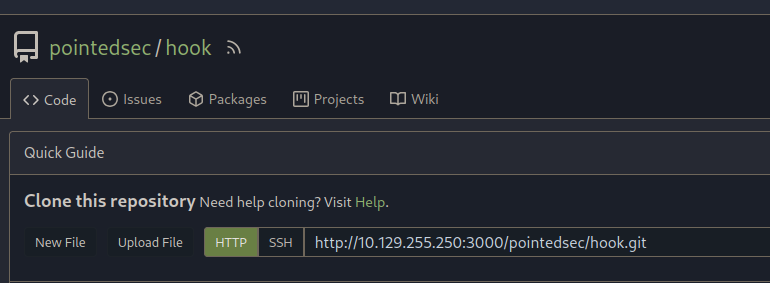 pointedsec / hook
Code Issues Packages Projects Wiki
Quick Guide
Clone this repository Need help cloning? Visit Help.
New File Upload File HTTP SSH http://10.129.255.250:3000/pointedsec/hook.git